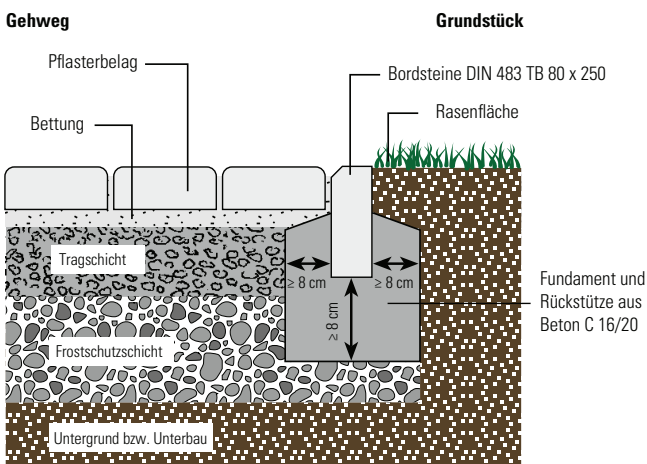 Gehweg
Grundstück
Pflasterbelag
Bordsteine DIN 483 TB 80 x 250
Bettung
Rasenfläche
Tragschicht
≥ 8 cm
≥ 8 cm
≥ 8 cm
Fundament und
Rückstütze aus
Beton C 16/20
Frostschutzschicht
Untergrund bzw. Unterbau